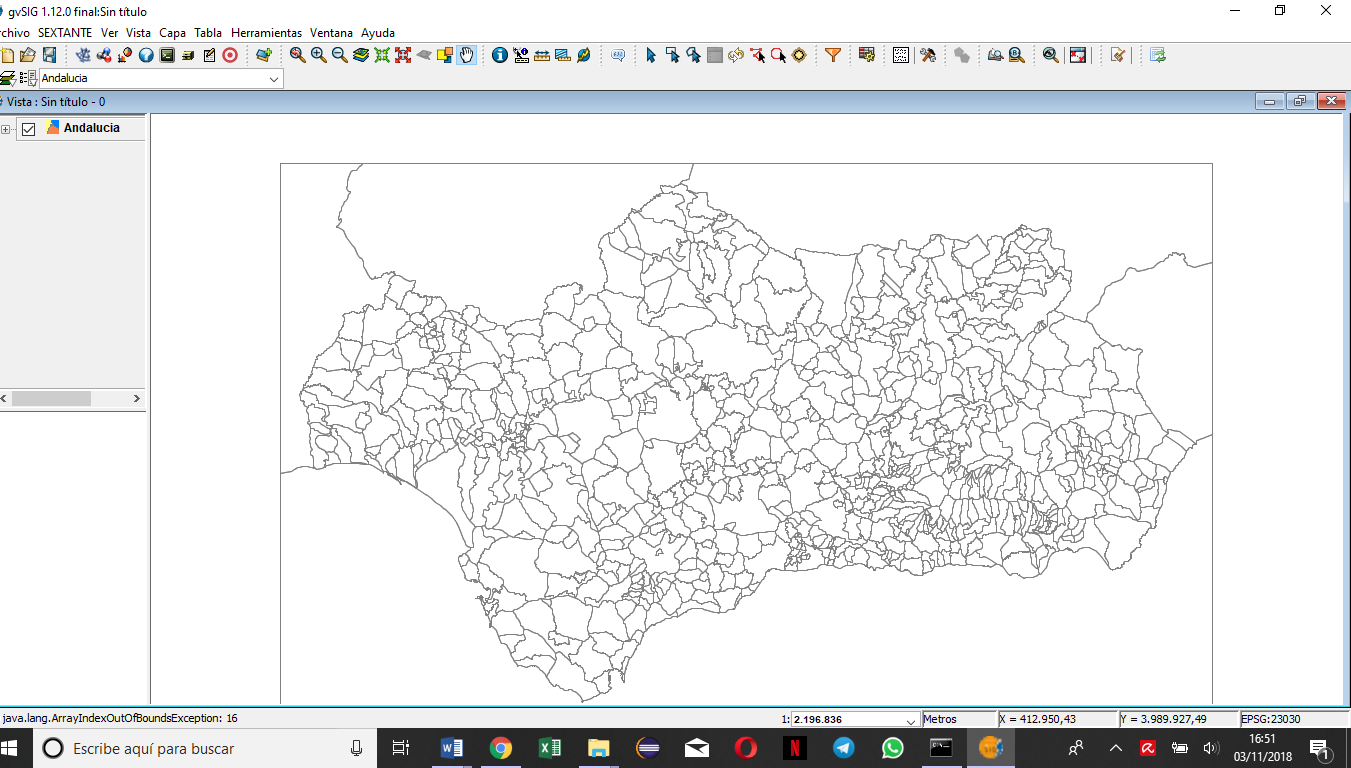 gvSIG 1.12.0 final:Sin título
rchivo SEXTANTE Ver Vista Capa Tabla Herramientas Ventana Ayuda
Andalucia
Vista : Sin título - 0
Andalucia
java.lang.ArrayIndexOutOfBoundsException: 16
1: 2.196.836
Metros
X = 412.950,43
Y = 3.989.927,49
EPSG:23030
Escribe aquí para buscar
16:51
03/11/2018
1